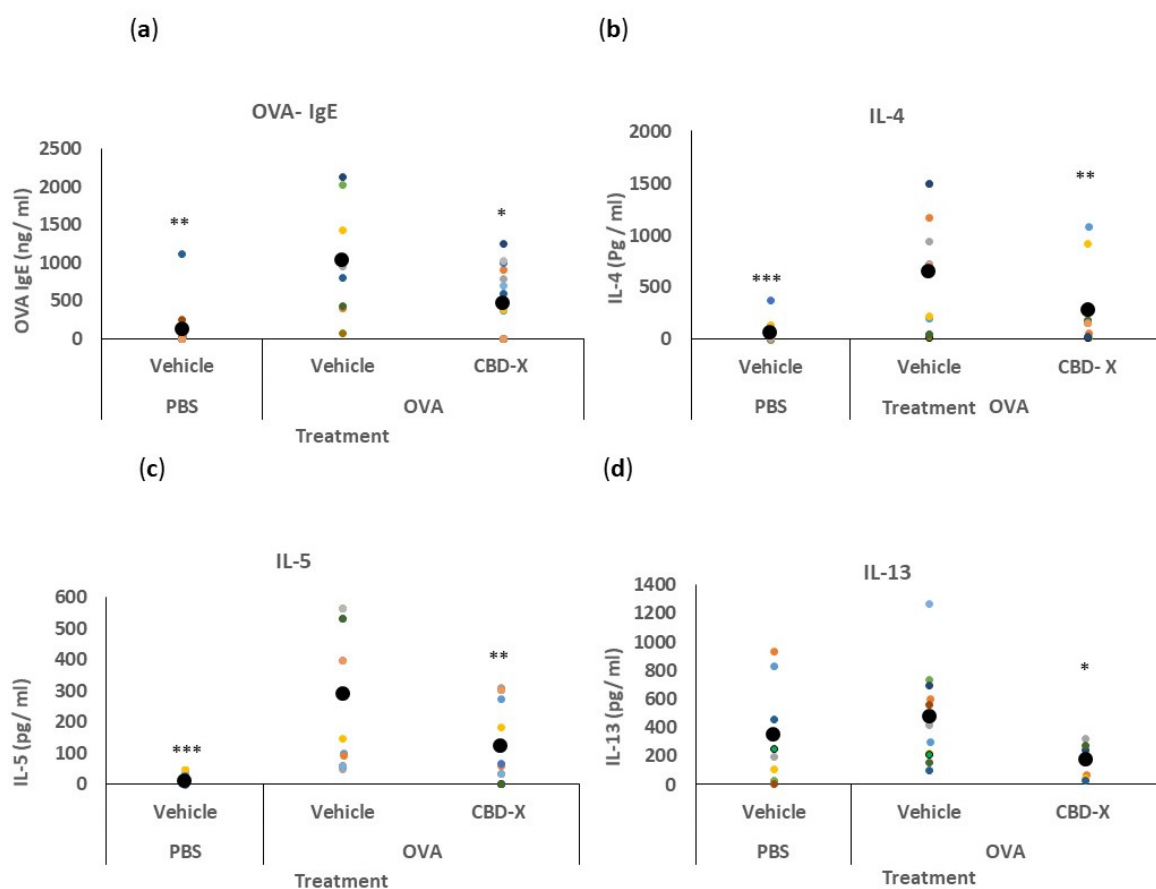 (a)
OVA- IgE
OVA IgE (ng/ ml)
2500
2000
1500
1000
500
0
**
*
Vehicle Vehicle CBD-X
PBS OVA
Treatment
(b)
IL-4
IL-4 (Pg/ ml)
2000
1500
1000
500
0
***
**
Vehicle Vehicle CBD- X
PBS Treatment OVA
(c)
IL-5
IL-5 (pg/ ml)
600
500
400
300
200
100
0
***
**
Vehicle Vehicle CBD-X
PBS OVA
Treatment
(d)
IL-13
IL-13 (pg/ ml)
1400
1200
1000
800
600
400
200
0
*
Vehicle Vehicle CBD-X
PBS OVA
Treatment